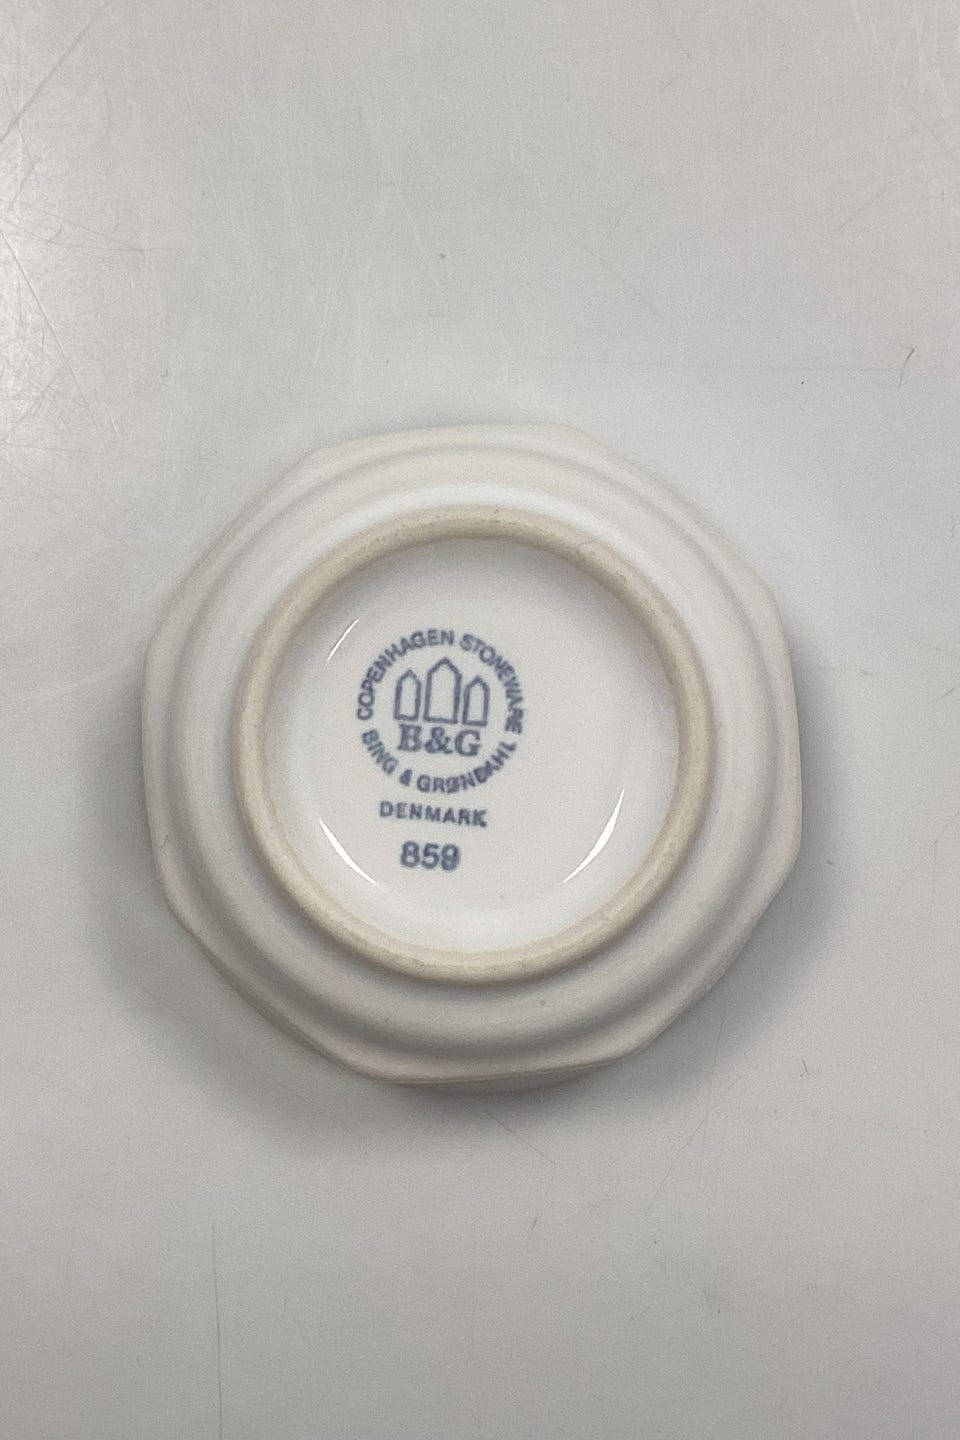 COPENHAGEN STONEWARE
B&G
BING & GRØNDAHL
DENMARK
859